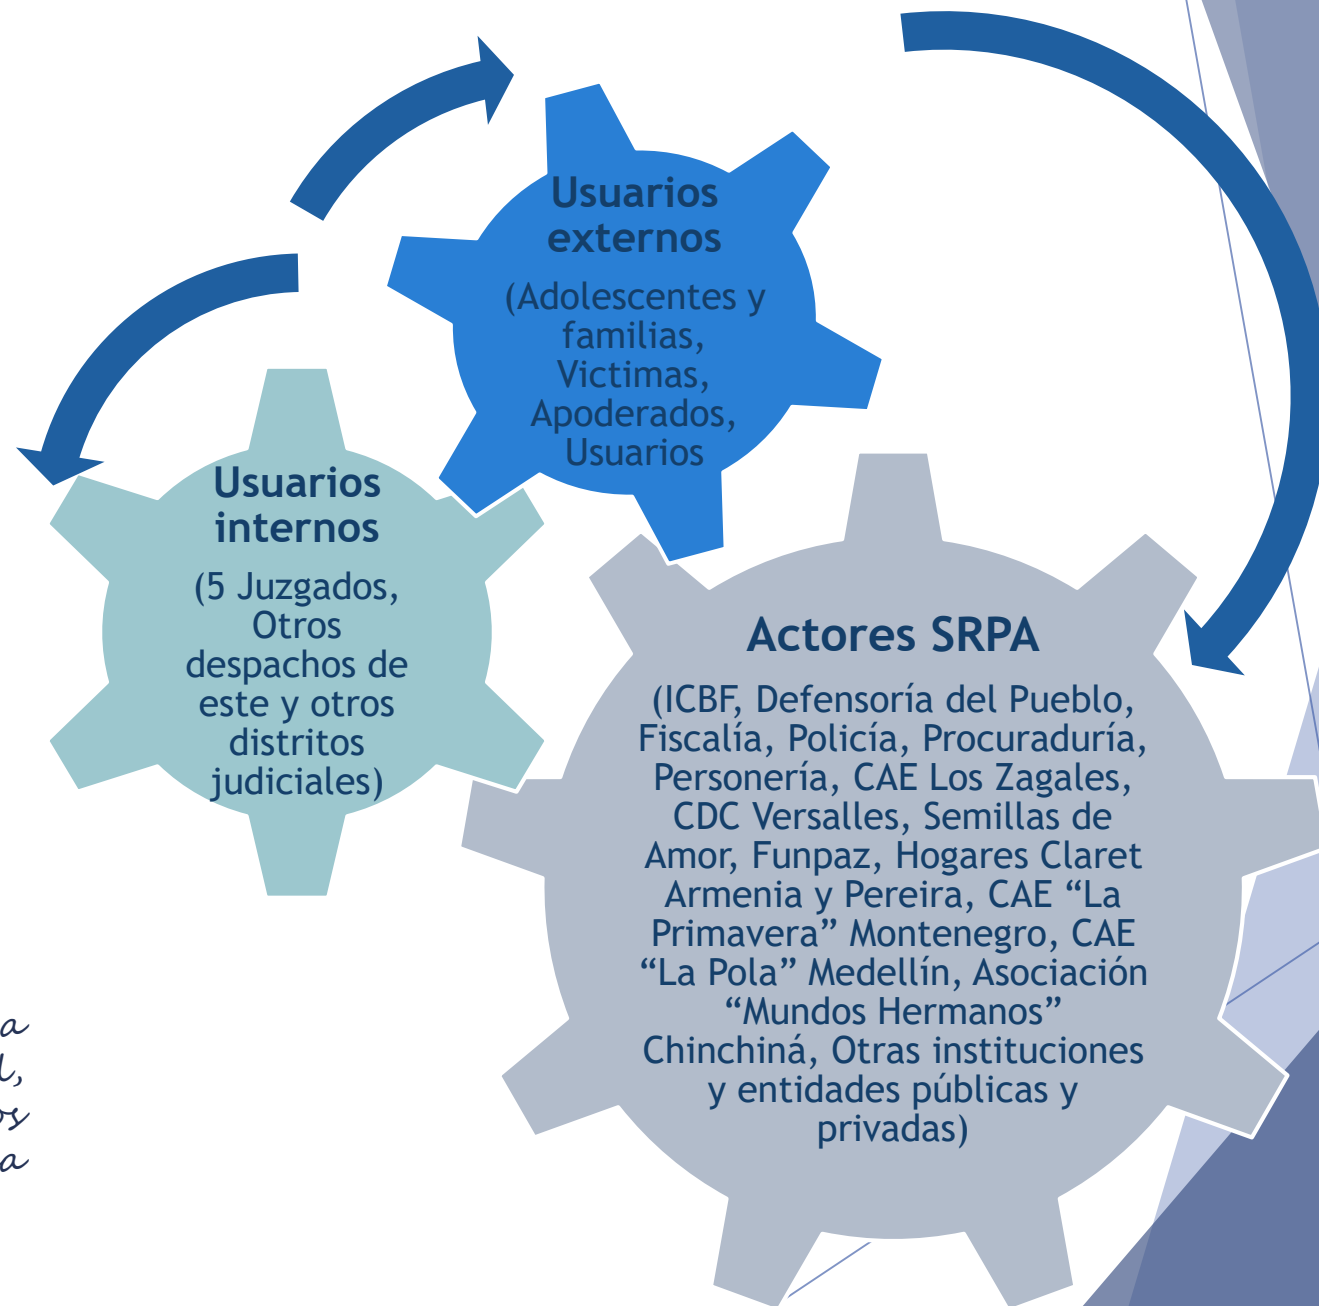 Usuarios
externos
(Adolescentes y
familias,
Victimas,
Apoderados,
Usuarios
Usuarios
internos
(5 Juzgados,
Otros
despachos de
este y otros
distritos
judiciales)
Actores SRPA
(ICBF, Defensoría del Pueblo,
Fiscalía, Policía, Procuraduría,
Personería, CAE Los Zagales,
CDC Versalles, Semillas de
Amor, Funpaz, Hogares Claret
Armenia y Pereira, CAE “La
Primavera” Montenegro, CAE
“La Pola” Medellín, Asociación
“Mundos Hermanos”
Chinchiná, Otras instituciones
y entidades públicas y
privadas)